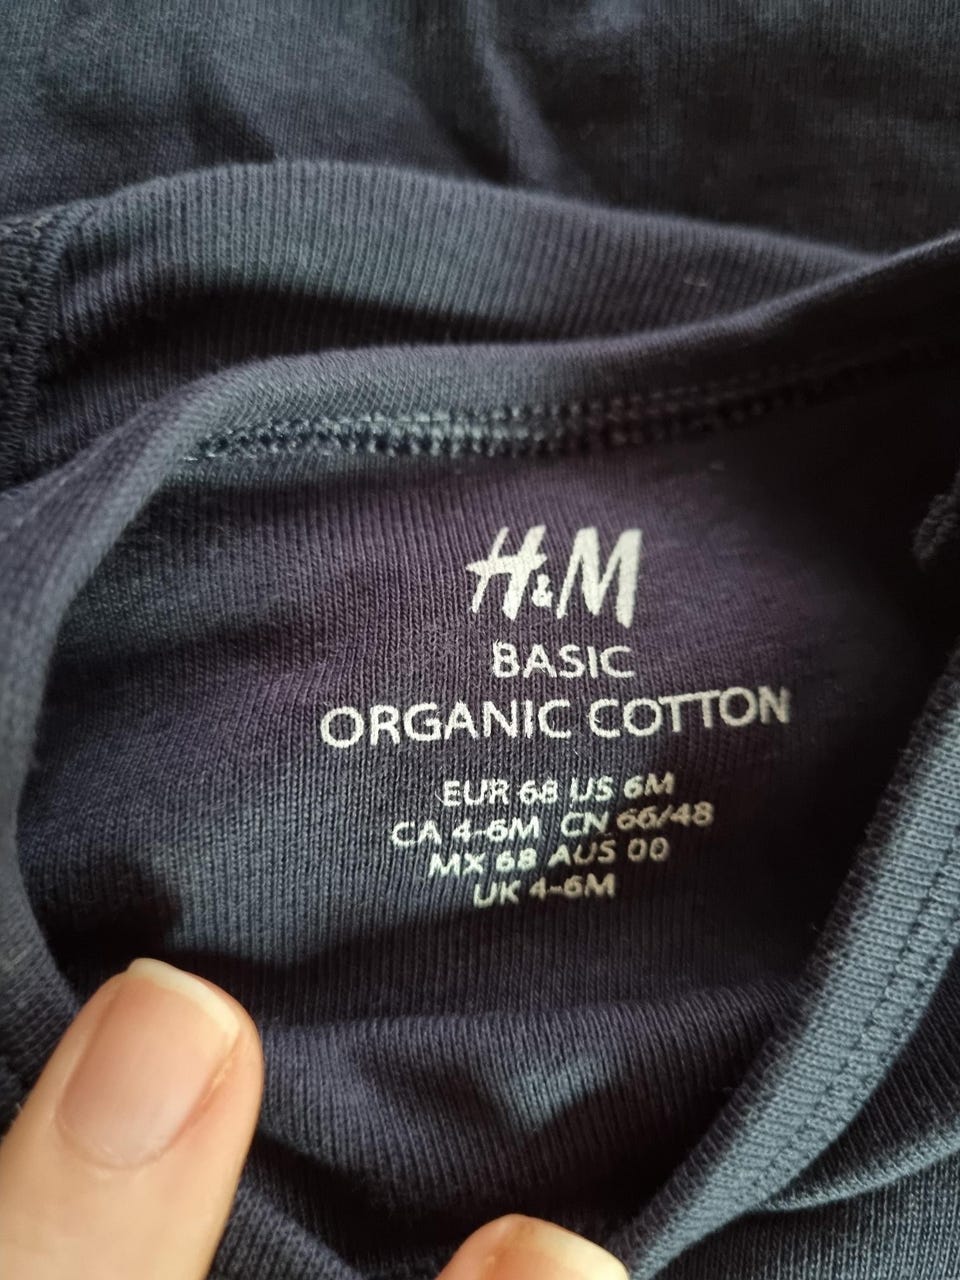 H&M
BASIC
ORGANIC COTTON
EUR 68 US 6M
CA 4-6M CN 66/48
MX 68 AUS 00
UK 4-6M